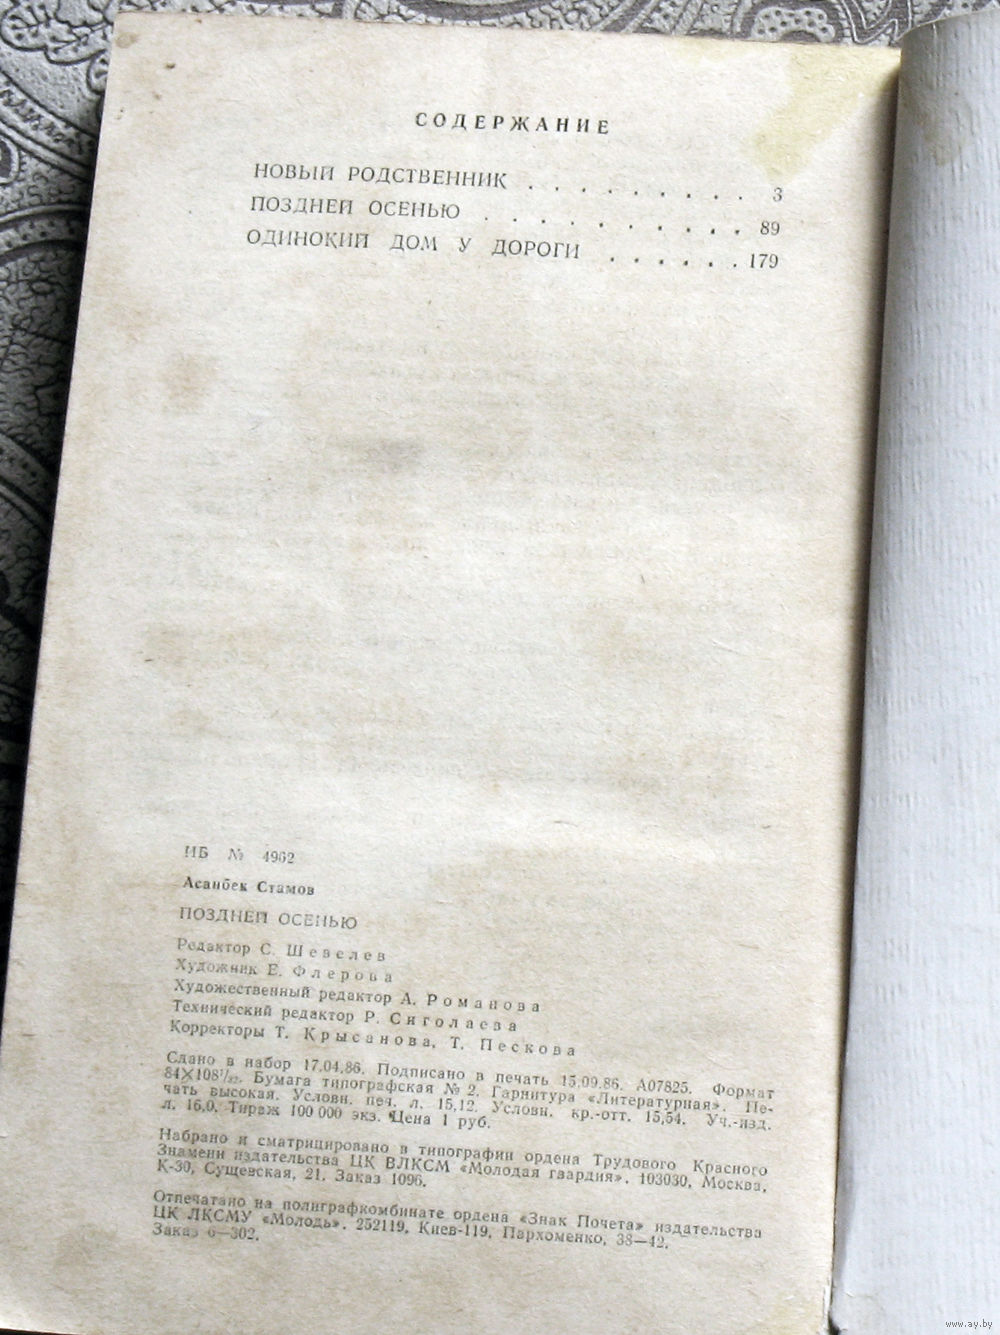 СОДЕРЖАНИЕ
НОВЫЙ РОДСТВЕННИК . . . . . . . . . 3
ПОЗДНЕЙ ОСЕНЬЮ . . . . . . . . . . 89
ОДИНОКИЙ ДОМ У ДОРОГИ . . . . . . 179
ИБ № 4962
Асанбек Стамов
ПОЗДНЕЙ ОСЕНЬЮ
Редактор С. Шевелев
Художник Е. Флерова
Художественный редактор А. Романова
Технический редактор Р. Сиголаева
Корректоры Т. Крысанова, Т. Пескова
Сдано в набор 17.04.86. Подписано в печать 15.09.86. А07825. Формат
84×108¹/₃₂. Бумага типографская № 2. Гарнитура «Литературная». Пе-
чать высокая. Условн. печ. л. 15,12. Условн. кр.-отт. 15,54. Уч.-изд.
л. 16,0. Тираж 100 000 экз. Цена 1 руб.
Набрано и сматрицировано в типографии ордена Трудового Красного
Знамени издательства ЦК ВЛКСМ «Молодая гвардия». 103030, Москва,
К-30, Сущевская, 21. Заказ 1096.
Отпечатано на полиграфкомбинате ордена «Знак Почета» издательства
ЦК ЛКСМУ «Молодь». 252119, Киев-119, Пархоменко, 38—42.
Заказ 6—302.
www.ay.by